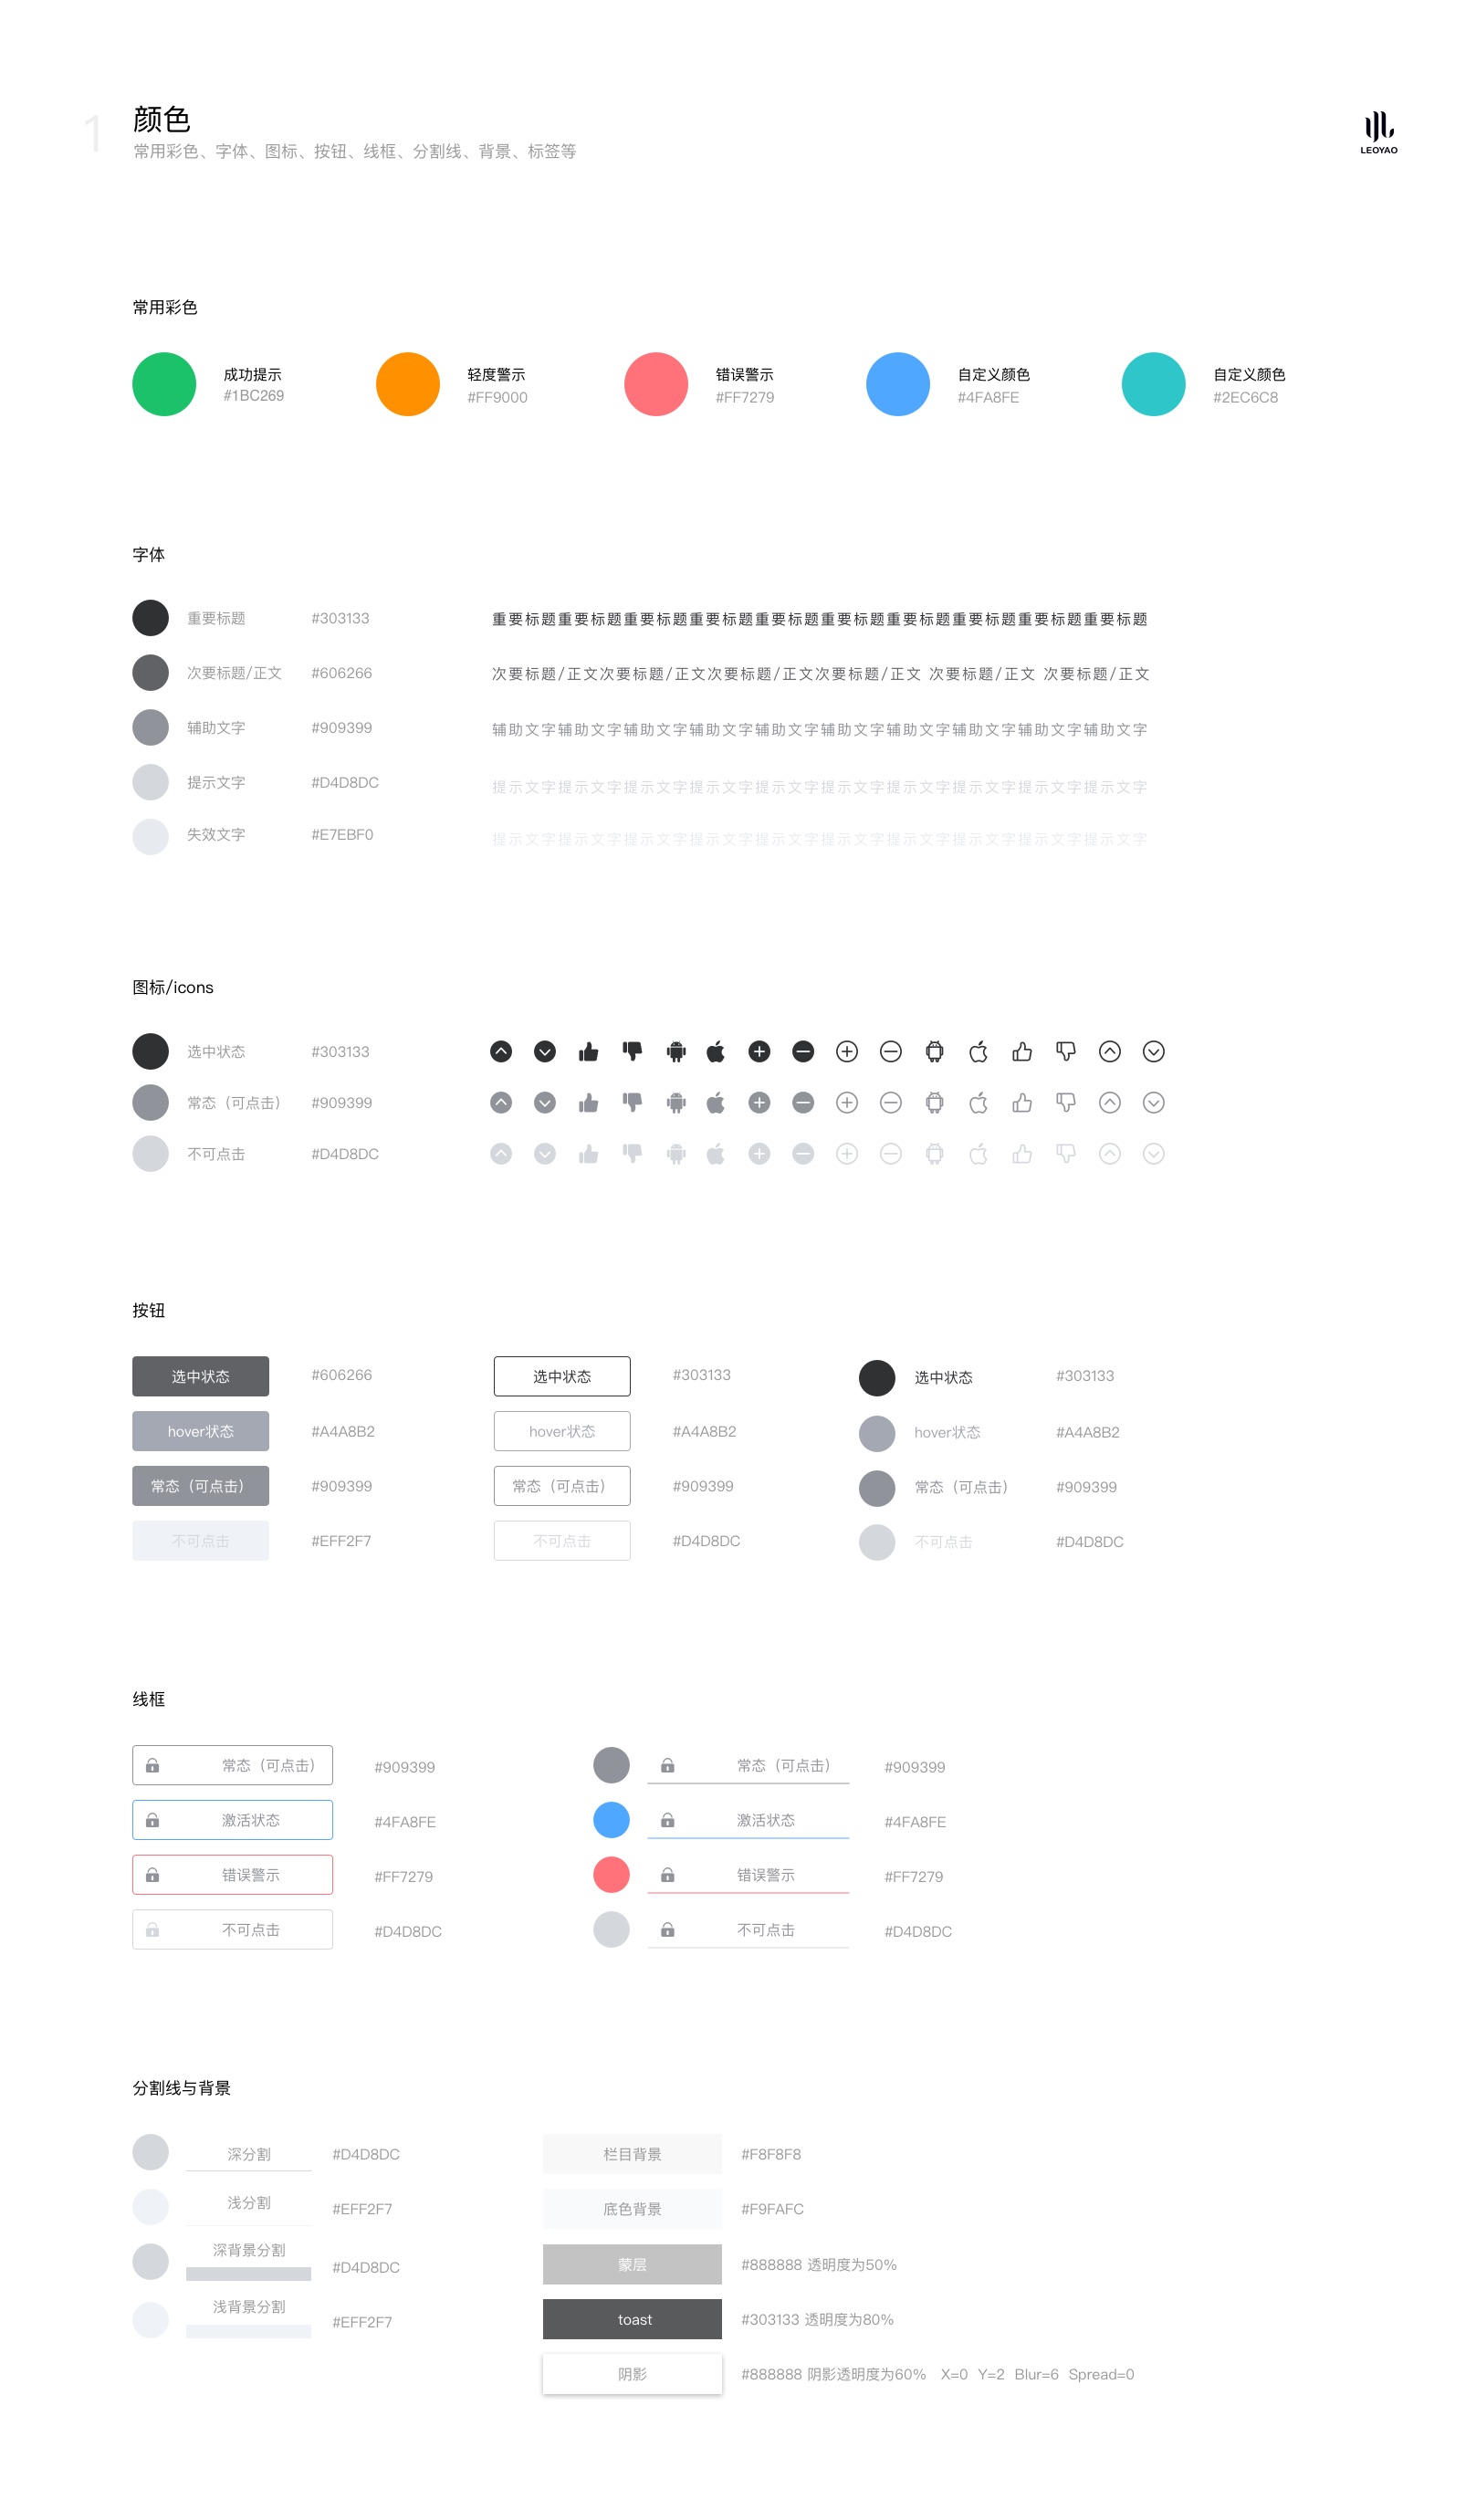 1
颜色
常用彩色、字体、图标、按钮、线框、分割线、背景、标签等
LEOYAO
常用彩色
成功提示
#1BC269
轻度警示
#FF9000
错误警示
#FF7279
自定义颜色
#4FA8FE
自定义颜色
#2EC6C8
字体
重要标题 #303133 重要标题重要标题重要标题重要标题重要标题重要标题重要标题重要标题重要标题重要标题
次要标题/正文 #606266 次要标题/正文次要标题/正文次要标题/正文次要标题/正文 次要标题/正文 次要标题/正文
辅助文字 #909399 辅助文字辅助文字辅助文字辅助文字辅助文字辅助文字辅助文字辅助文字辅助文字辅助文字
提示文字 #D4D8DC 提示文字提示文字提示文字提示文字提示文字提示文字提示文字提示文字提示文字提示文字
失效文字 #E7EBF0 提示文字提示文字提示文字提示文字提示文字提示文字提示文字提示文字提示文字提示文字
图标/icons
选中状态 #303133
常态（可点击） #909399
不可点击 #D4D8DC
按钮
选中状态 #606266 选中状态 #303133 选中状态 #303133
hover状态 #A4A8B2 hover状态 #A4A8B2 hover状态 #A4A8B2
常态（可点击） #909399 常态（可点击） #909399 常态（可点击） #909399
不可点击 #EFF2F7 不可点击 #D4D8DC 不可点击 #D4D8DC
线框
常态（可点击） #909399 常态（可点击） #909399
激活状态 #4FA8FE 激活状态 #4FA8FE
错误警示 #FF7279 错误警示 #FF7279
不可点击 #D4D8DC 不可点击 #D4D8DC
分割线与背景
深分割 #D4D8DC 栏目背景 #F8F8F8
浅分割 #EFF2F7 底色背景 #F9FAFC
深背景分割 #D4D8DC 蒙层 #888888 透明度为50%
浅背景分割 #EFF2F7 toast #303133 透明度为80%
阴影 #888888 阴影透明度为60% X=0 Y=2 Blur=6 Spread=0